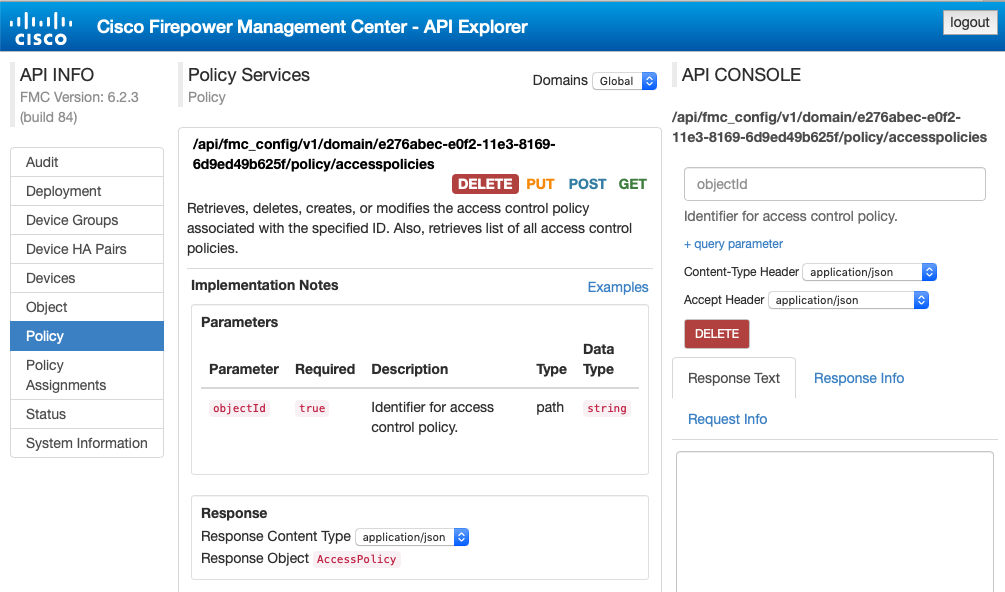 CISCO
Cisco Firepower Management Center - API Explorer
logout
API INFO
FMC Version: 6.2.3
(build 84)
Audit
Deployment
Device Groups
Device HA Pairs
Devices
Object
Policy
Policy
Assignments
Status
System Information
Policy Services
Policy
Domains Global
/api/fmc_config/v1/domain/e276abec-e0f2-11e3-8169-
6d9ed49b625f/policy/accesspolicies
DELETE PUT POST GET
Retrieves, deletes, creates, or modifies the access control policy
associated with the specified ID. Also, retrieves list of all access control
policies.
Implementation Notes
Examples
Parameters
Parameter Required Description Type Data
Type
objectId true Identifier for access path string
control policy.
Response
Response Content Type application/json
Response Object AccessPolicy
API CONSOLE
/api/fmc_config/v1/domain/e276abec-e0f2-
11e3-8169-6d9ed49b625f/policy/accesspolicies
objectId
Identifier for access control policy.
+ query parameter
Content-Type Header application/json
Accept Header application/json
DELETE
Response Text
Response Info
Request Info